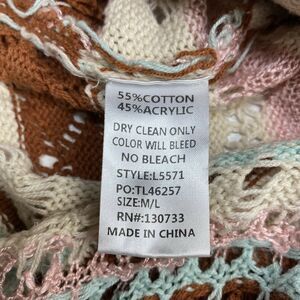 55%COTTON
45%ACRYLIC
DRY CLEAN ONLY
COLOR WILL BLEED
NO BLEACH
STYLE:L5571
PO:TL46257
SIZE:M/L
RN#:130733
MADE IN CHINA